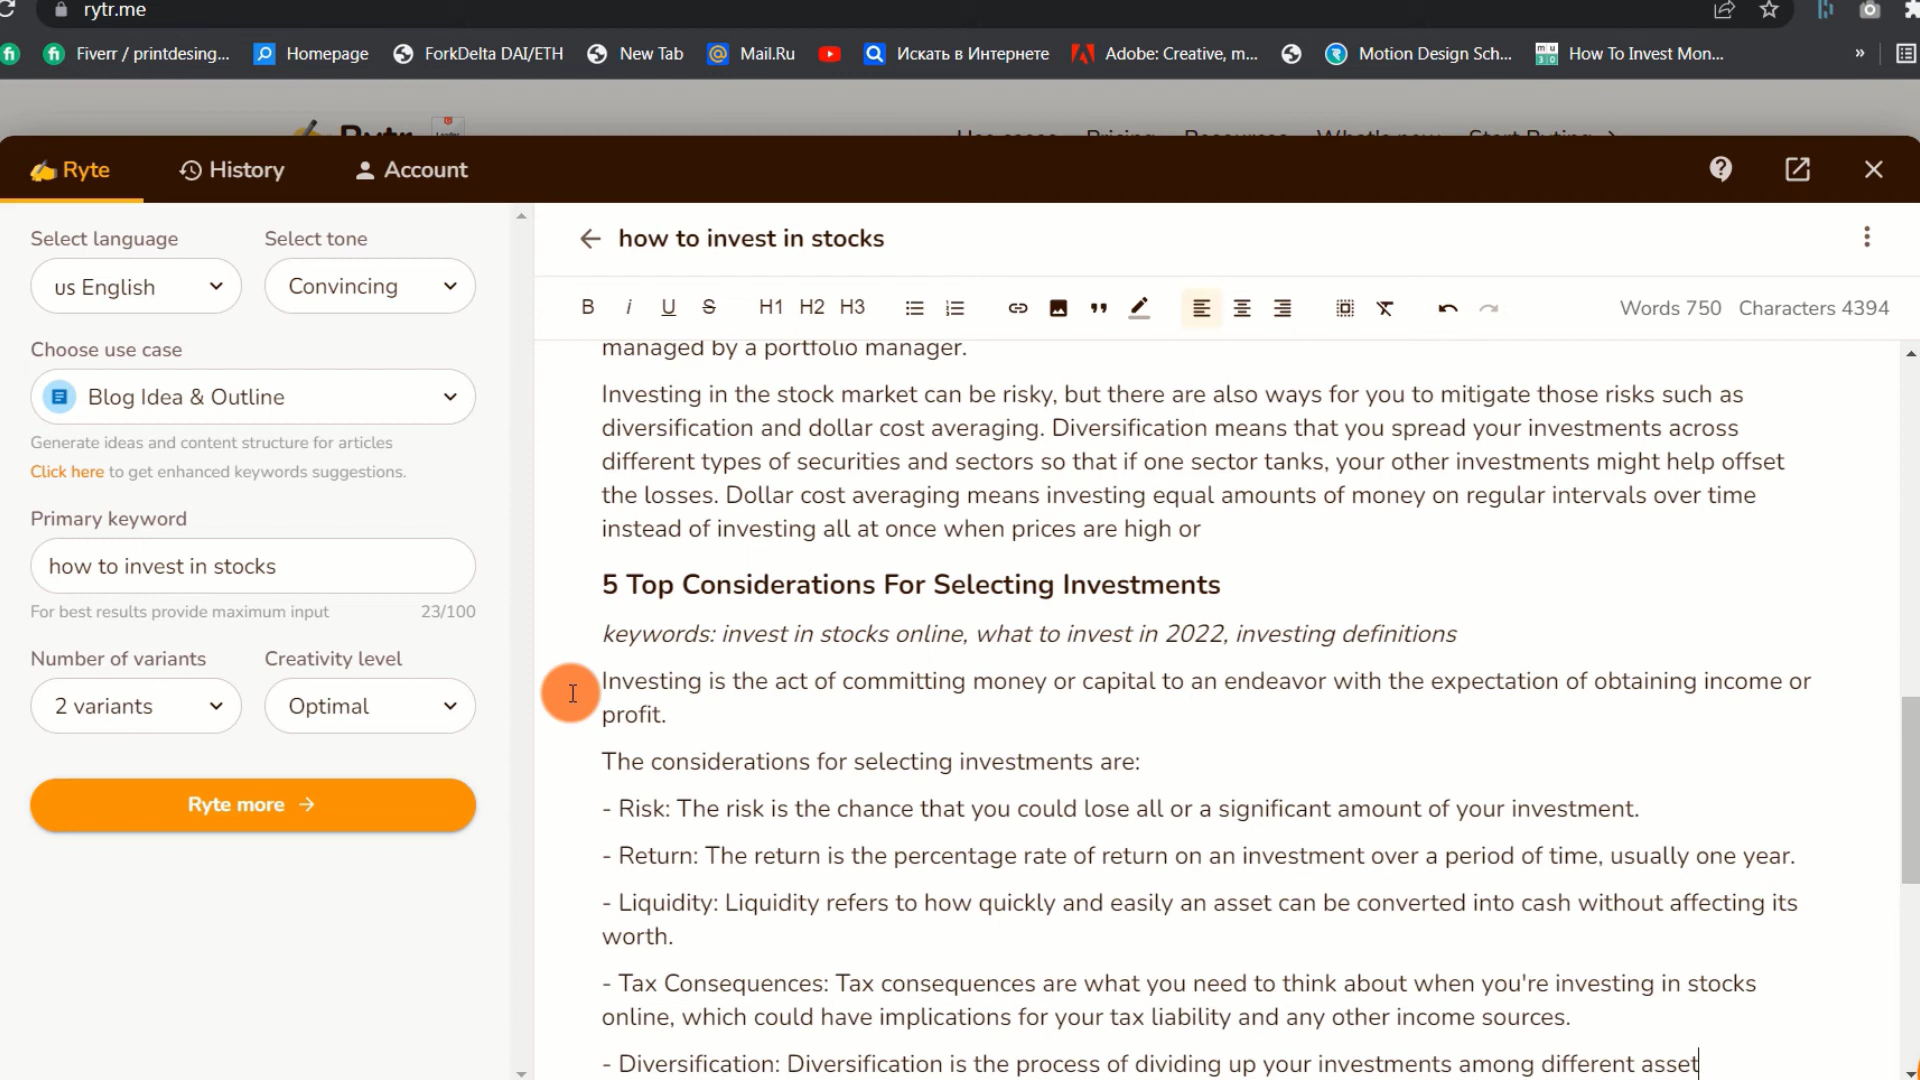 rytr.me
Fiverr / printdesing... Homepage ForkDelta DAI/ETH New Tab Mail.Ru Искать в Интернете Adobe: Creative, m... Motion Design Sch... How To Invest Mon... »
Rytr
Use cases Pricing Resources What's new Start Ryting
Ryte History Account
Select language Select tone
us English Convincing
Choose use case
Blog Idea & Outline
Generate ideas and content structure for articles
Click here to get enhanced keywords suggestions.
Primary keyword
how to invest in stocks
For best results provide maximum input 23/100
Number of variants Creativity level
2 variants Optimal
Ryte more →
how to invest in stocks
B i U S H1 H2 H3 Words 750 Characters 4394
managed by a portfolio manager.
Investing in the stock market can be risky, but there are also ways for you to mitigate those risks such as
diversification and dollar cost averaging. Diversification means that you spread your investments across
different types of securities and sectors so that if one sector tanks, your other investments might help offset
the losses. Dollar cost averaging means investing equal amounts of money on regular intervals over time
instead of investing all at once when prices are high or
5 Top Considerations For Selecting Investments
keywords: invest in stocks online, what to invest in 2022, investing definitions
Investing is the act of committing money or capital to an endeavor with the expectation of obtaining income or
profit.
The considerations for selecting investments are:
- Risk: The risk is the chance that you could lose all or a significant amount of your investment.
- Return: The return is the percentage rate of return on an investment over a period of time, usually one year.
- Liquidity: Liquidity refers to how quickly and easily an asset can be converted into cash without affecting its
worth.
- Tax Consequences: Tax consequences are what you need to think about when you're investing in stocks
online, which could have implications for your tax liability and any other income sources.
- Diversification: Diversification is the process of dividing up your investments among different asset